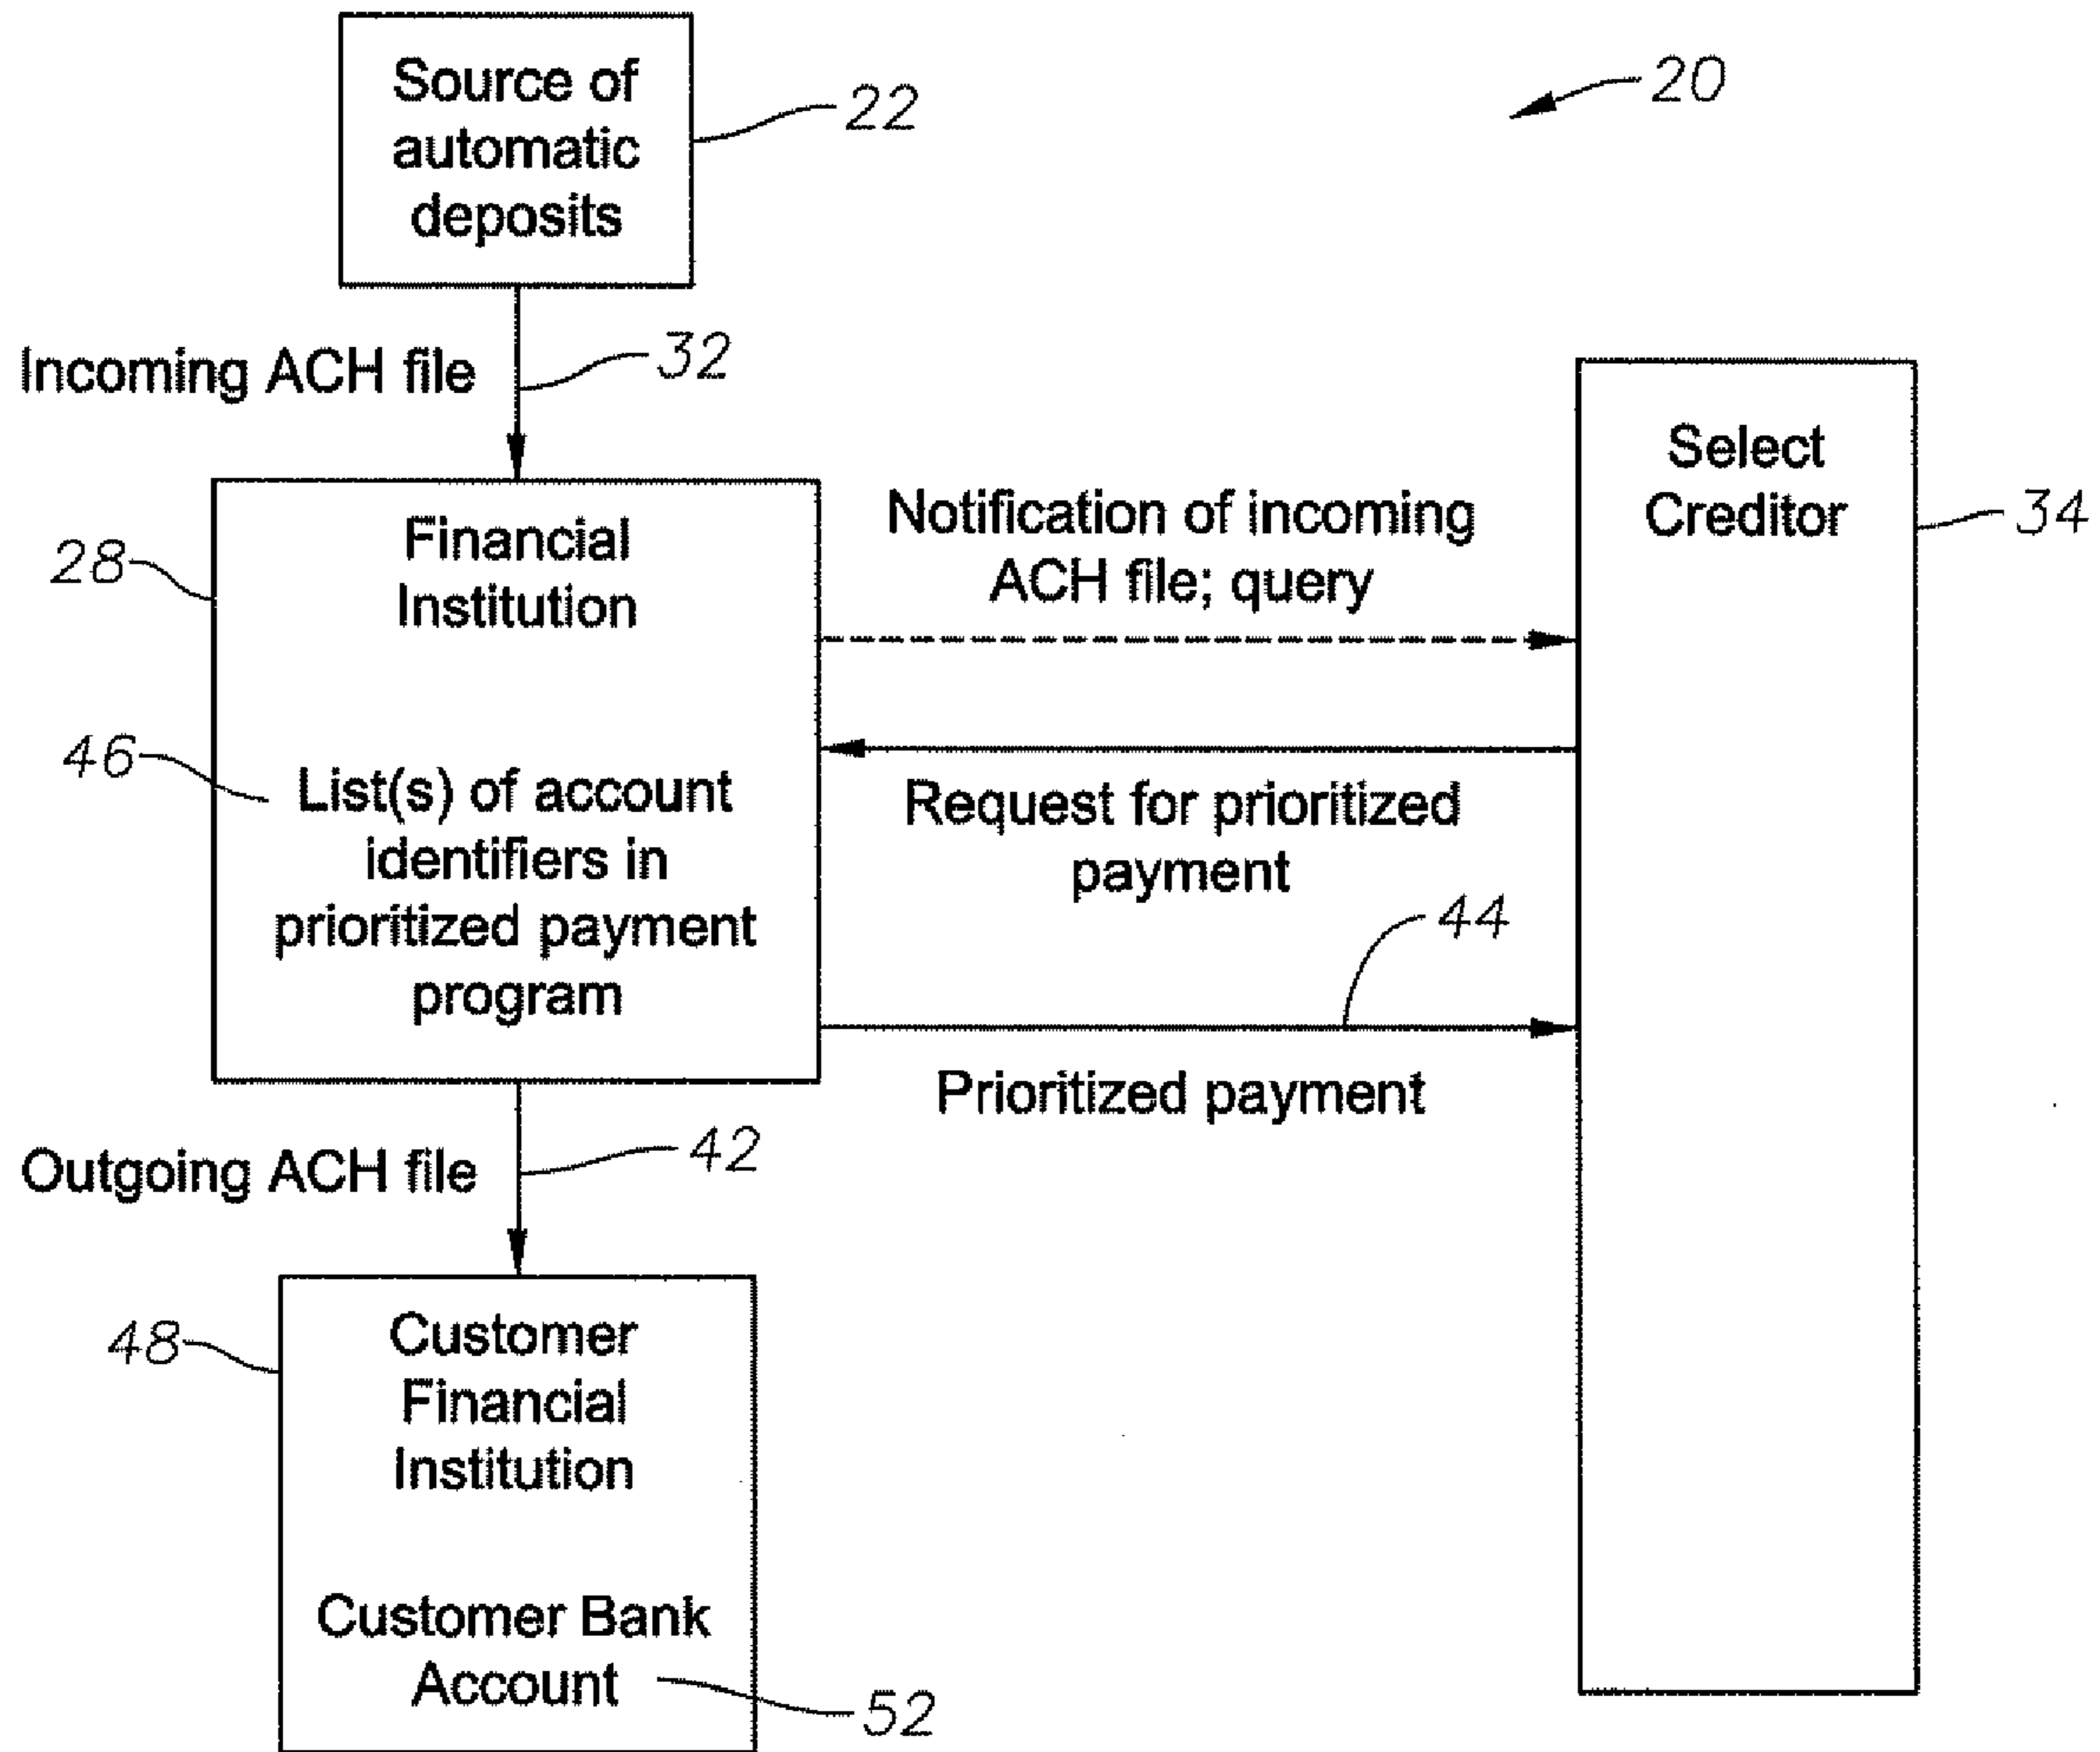 Source of
automatic
deposits
22
20
Incoming ACH file
32
Financial
Institution
28
Notification of incoming
ACH file; query
Select
Creditor
34
46
List(s) of account
identifiers in
prioritized payment
program
Request for prioritized
payment
44
Prioritized payment
Outgoing ACH file
42
48
Customer
Financial
Institution
Customer Bank
Account
52